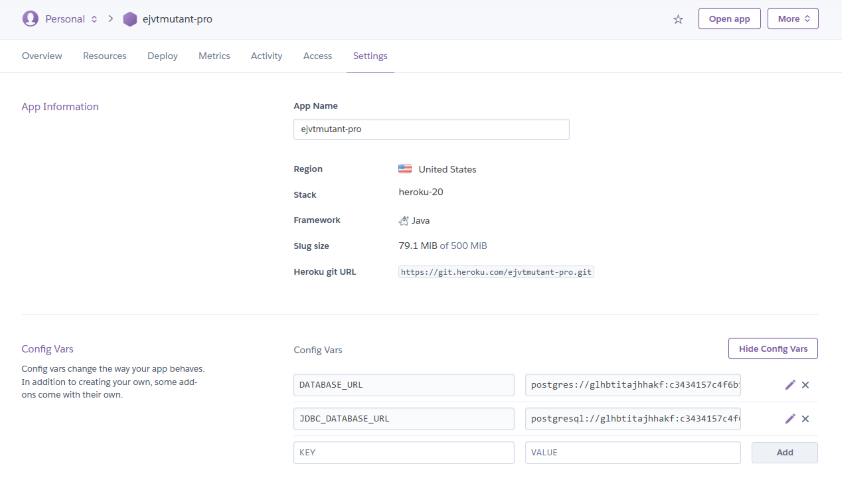 Personal > ejvtmutant-pro Open app More
Overview Resources Deploy Metrics Activity Access Settings
App Information
App Name
ejvtmutant-pro
Region United States
Stack heroku-20
Framework Java
Slug size 79.1 MiB of 500 MiB
Heroku git URL https://git.heroku.com/ejvtmutant-pro.git
Config Vars
Config vars change the way your app behaves.
In addition to creating your own, some add-
ons come with their own.
Config Vars Hide Config Vars
DATABASE_URL postgres://glhbtitajhhakf:c3434157c4f6b
JDBC_DATABASE_URL postgresql://glhbtitajhhakf:c3434157c4f
KEY VALUE Add